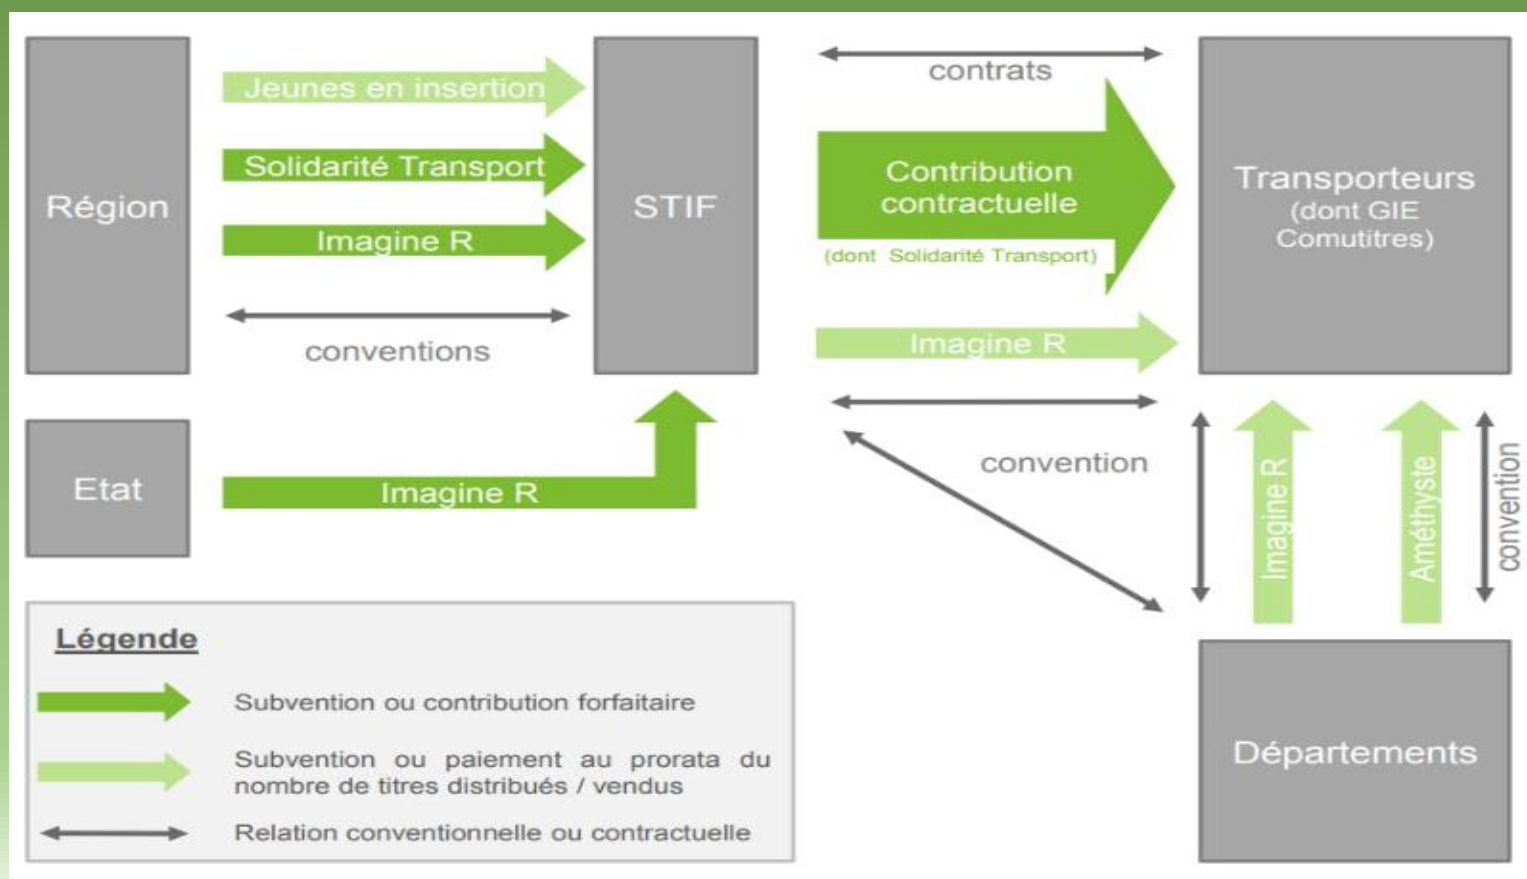 Région
Jeunes en insertion
Solidarité Transport
Imagine R
conventions
STIF
contrats
Contribution
contractuelle
(dont Solidarité Transport)
Imagine R
convention
Transporteurs
(dont GIE
Comutitres)
Etat
Imagine R
Imagine R
Améthyste
convention
Départements
Légende
Subvention ou contribution forfaitaire
Subvention ou paiement au prorata du
nombre de titres distribués / vendus
Relation conventionnelle ou contractuelle